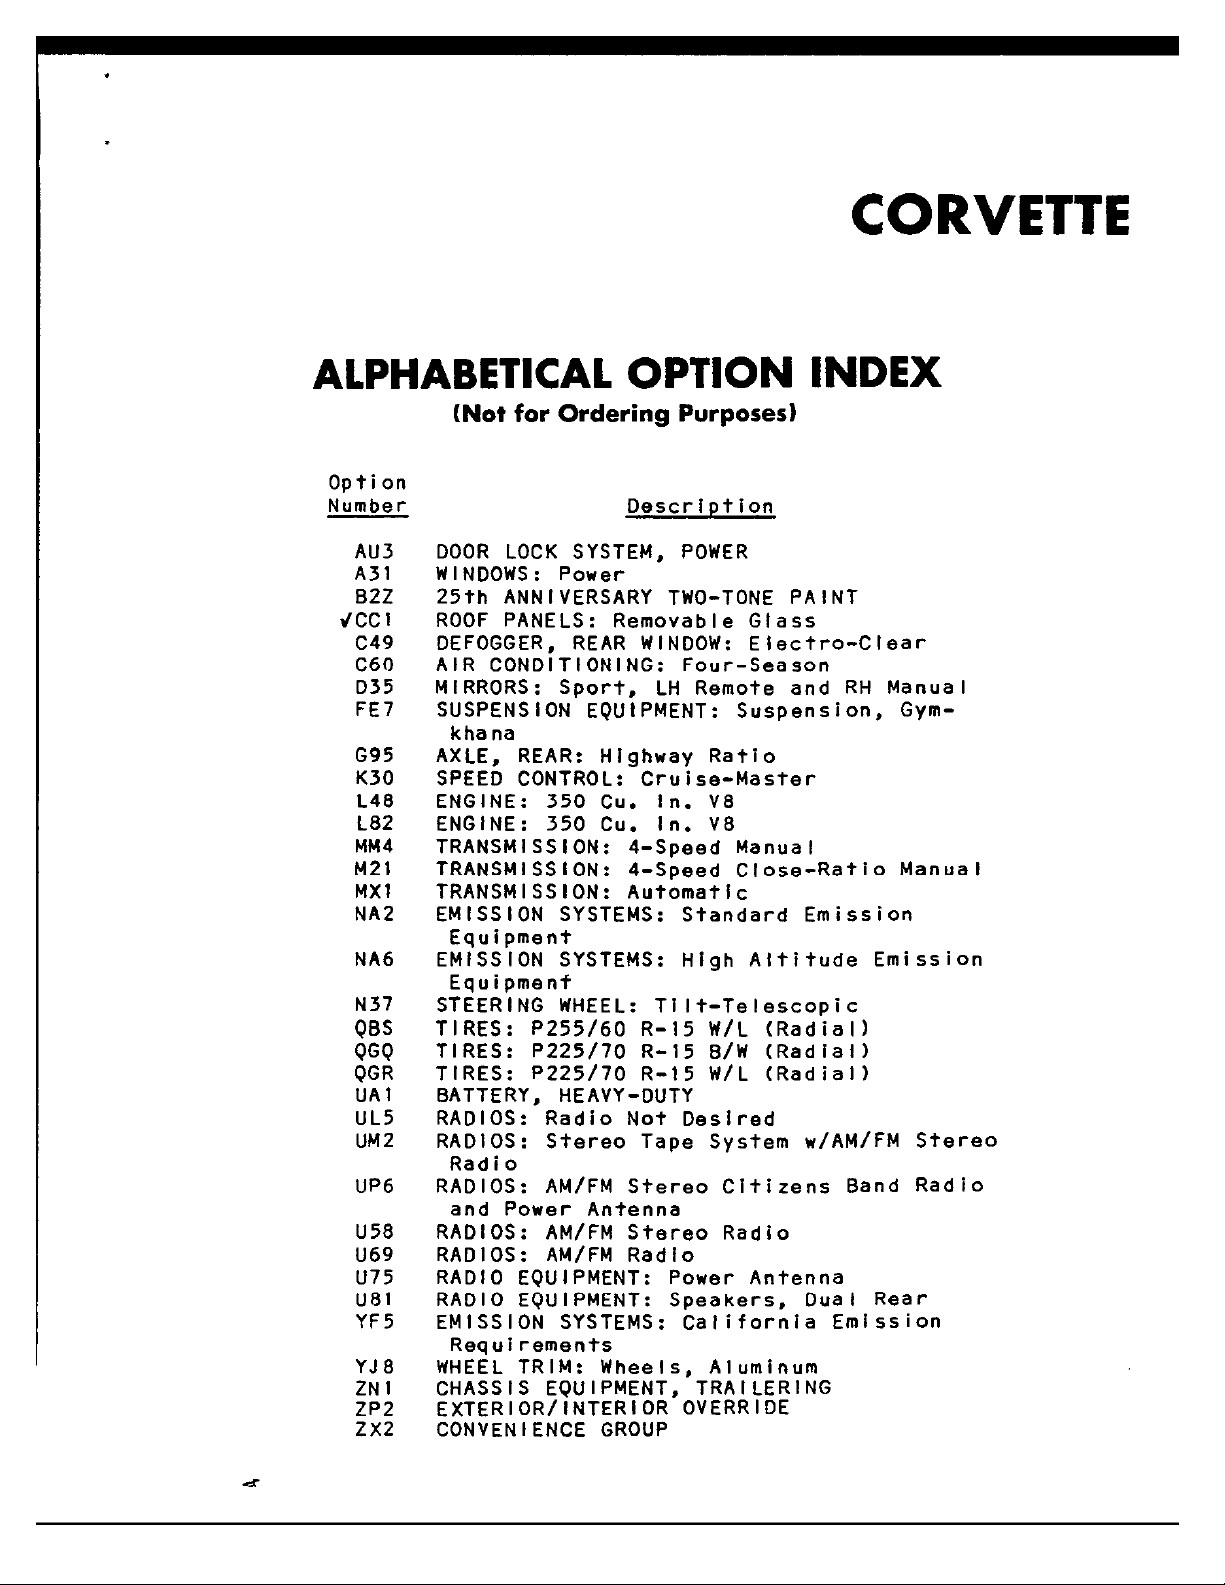 CORVETTE
ALPHABETICAL OPTION INDEX
(Not for Ordering Purposes)
Option
Number Description
AU3 DOOR LOCK SYSTEM, POWER
A31 WINDOWS: Power
B2Z 25th ANNIVERSARY TWO-TONE PAINT
√CC1 ROOF PANELS: Removable Glass
C49 DEFOGGER, REAR WINDOW: Electro-Clear
C60 AIR CONDITIONING: Four-Season
D35 MIRRORS: Sport, LH Remote and RH Manual
FE7 SUSPENSION EQUIPMENT: Suspension, Gym-
khana
G95 AXLE, REAR: Highway Ratio
K30 SPEED CONTROL: Cruise-Master
L48 ENGINE: 350 Cu. In. V8
L82 ENGINE: 350 Cu. In. V8
MM4 TRANSMISSION: 4-Speed Manual
M21 TRANSMISSION: 4-Speed Close-Ratio Manual
MX1 TRANSMISSION: Automatic
NA2 EMISSION SYSTEMS: Standard Emission
Equipment
NA6 EMISSION SYSTEMS: High Altitude Emission
Equipment
N37 STEERING WHEEL: Tilt-Telescopic
QBS TIRES: P255/60 R-15 W/L (Radial)
QGQ TIRES: P225/70 R-15 B/W (Radial)
QGR TIRES: P225/70 R-15 W/L (Radial)
UA1 BATTERY, HEAVY-DUTY
UL5 RADIOS: Radio Not Desired
UM2 RADIOS: Stereo Tape System w/AM/FM Stereo
Radio
UP6 RADIOS: AM/FM Stereo Citizens Band Radio
and Power Antenna
U58 RADIOS: AM/FM Stereo Radio
U69 RADIOS: AM/FM Radio
U75 RADIO EQUIPMENT: Power Antenna
U81 RADIO EQUIPMENT: Speakers, Dual Rear
YF5 EMISSION SYSTEMS: California Emission
Requirements
YJ8 WHEEL TRIM: Wheels, Aluminum
ZN1 CHASSIS EQUIPMENT, TRAILERING
ZP2 EXTERIOR/INTERIOR OVERRIDE
ZX2 CONVENIENCE GROUP